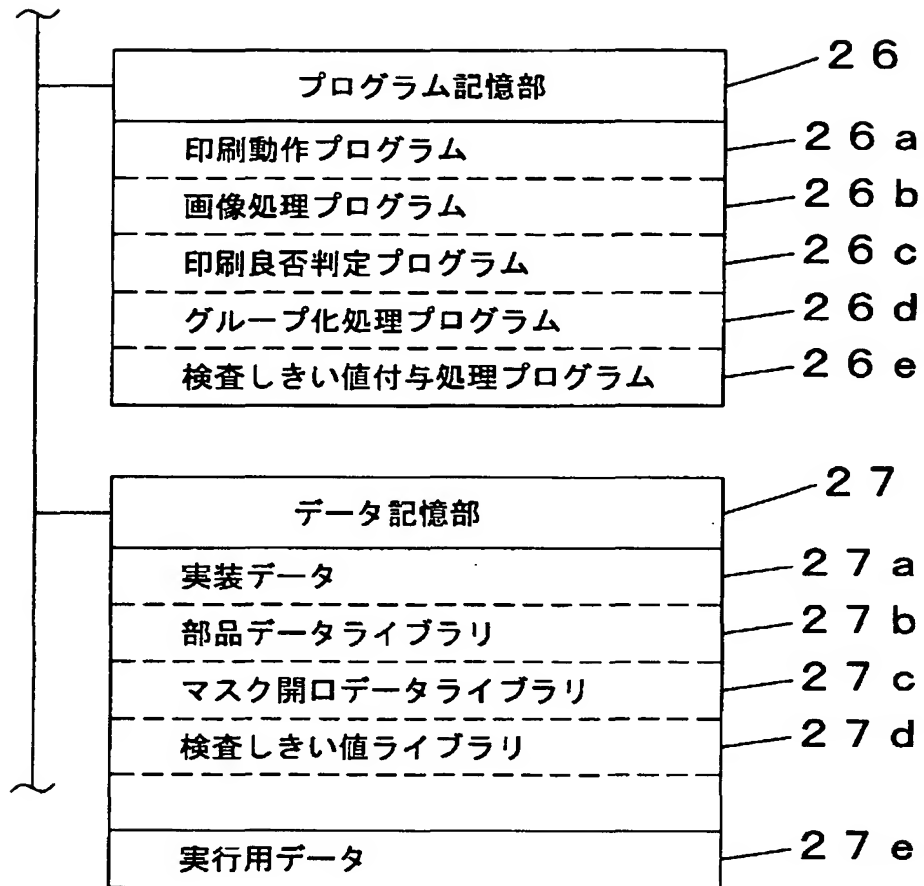 プログラム記憶部 ２６
印刷動作プログラム ２６ａ
画像処理プログラム ２６ｂ
印刷良否判定プログラム ２６ｃ
グループ化処理プログラム ２６ｄ
検査しきい値付与処理プログラム ２６ｅ
データ記憶部 ２７
実装データ ２７ａ
部品データライブラリ ２７ｂ
マスク開口データライブラリ ２７ｃ
検査しきい値ライブラリ ２７ｄ
実行用データ ２７ｅ